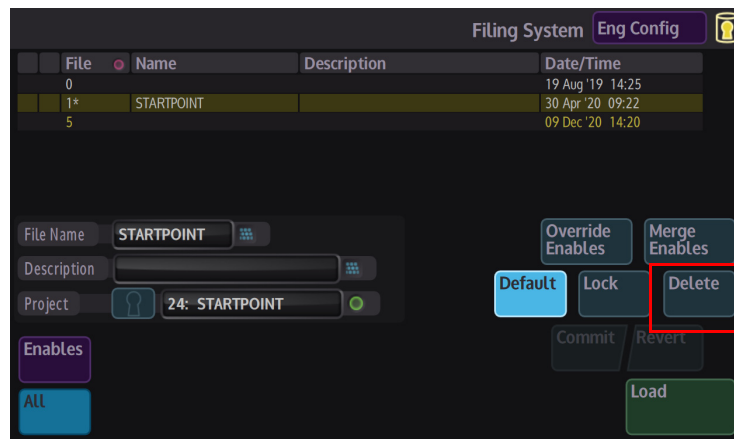 Filing System Eng Config
File Name Description Date/Time
0 19 Aug '19 14:25
1* STARTPOINT 30 Apr '20 09:22
5 09 Dec '20 14:20
File Name STARTPOINT
Description
Project 24: STARTPOINT
Override Enables
Merge Enables
Default Lock Delete
Commit Revert
Enables
All
Load